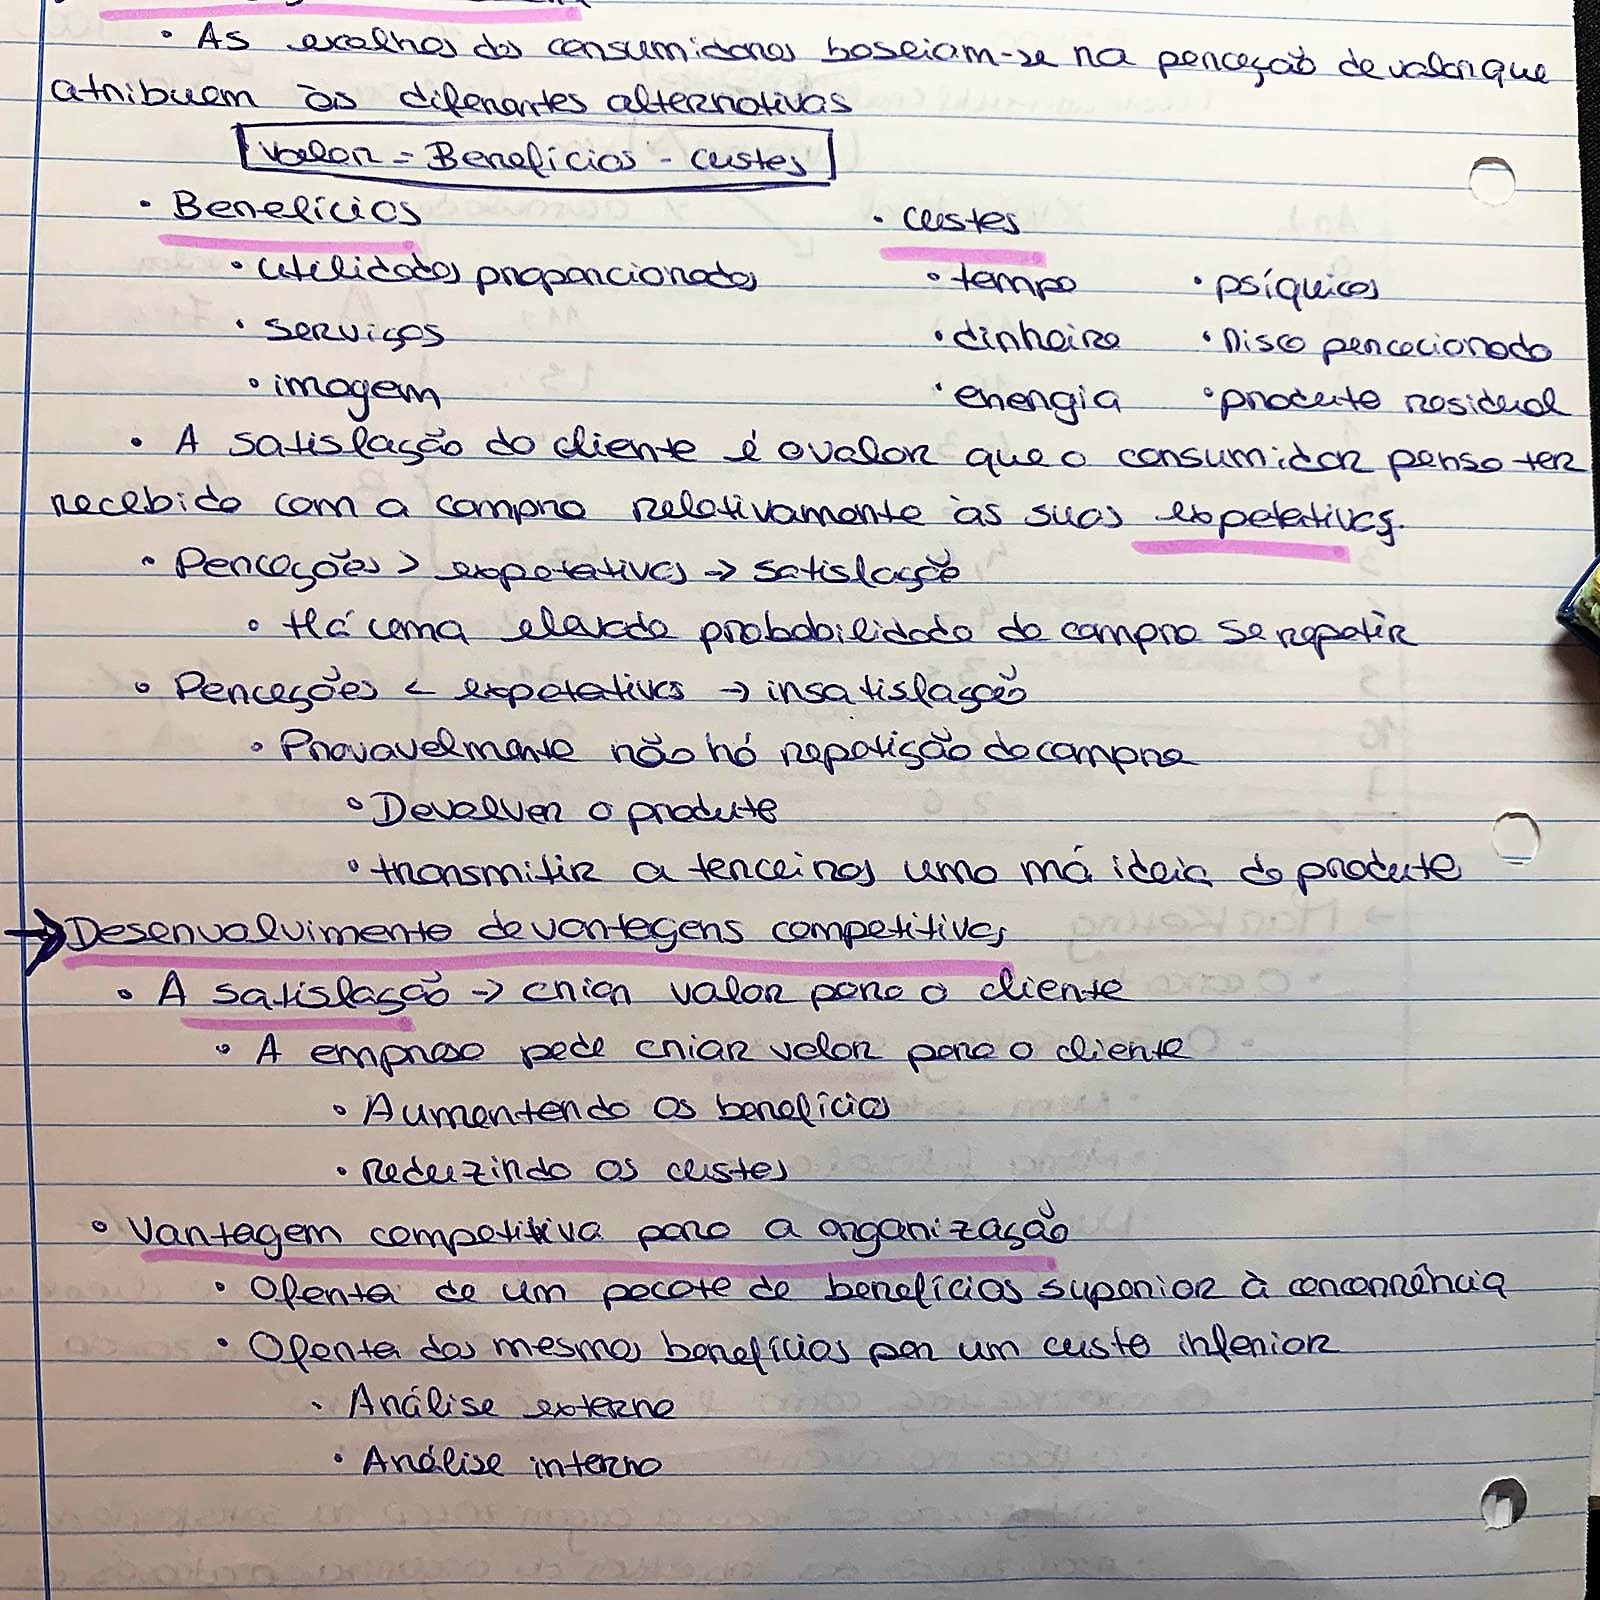 • As escolhas dos consumidores baseiam-se na perceção de valor que
atribuem às diferentes alternativas
Valor = Benefícios - custos
• Benefícios
• custos
• utilidades proporcionadas
• tempo • psíquicos
• serviços
• dinheiro • risco percecionado
• imagem
• energia • produto residual
• A satisfação do cliente é o valor que o consumidor pensa ter
recebido com a compra relativamente às suas expetativas.
• Perceções > expetativas → satisfação
• Há uma elevada probabilidade da compra se repetir
• Perceções < expetativas → insatisfação
• Provavelmente não há repetição da compra
• Devolver o produto
• transmitir a terceiros uma má ideia do produto
→ Desenvolvimento de vantagens competitivas
• A satisfação → criar valor para o cliente
• A empresa pode criar valor para o cliente
• Aumentando os benefícios
• Reduzindo os custos
• Vantagem competitiva para a organização
• Oferta de um pacote de benefícios superior à concorrência
• Oferta dos mesmos benefícios por um custo inferior
• Análise externa
• Análise interna